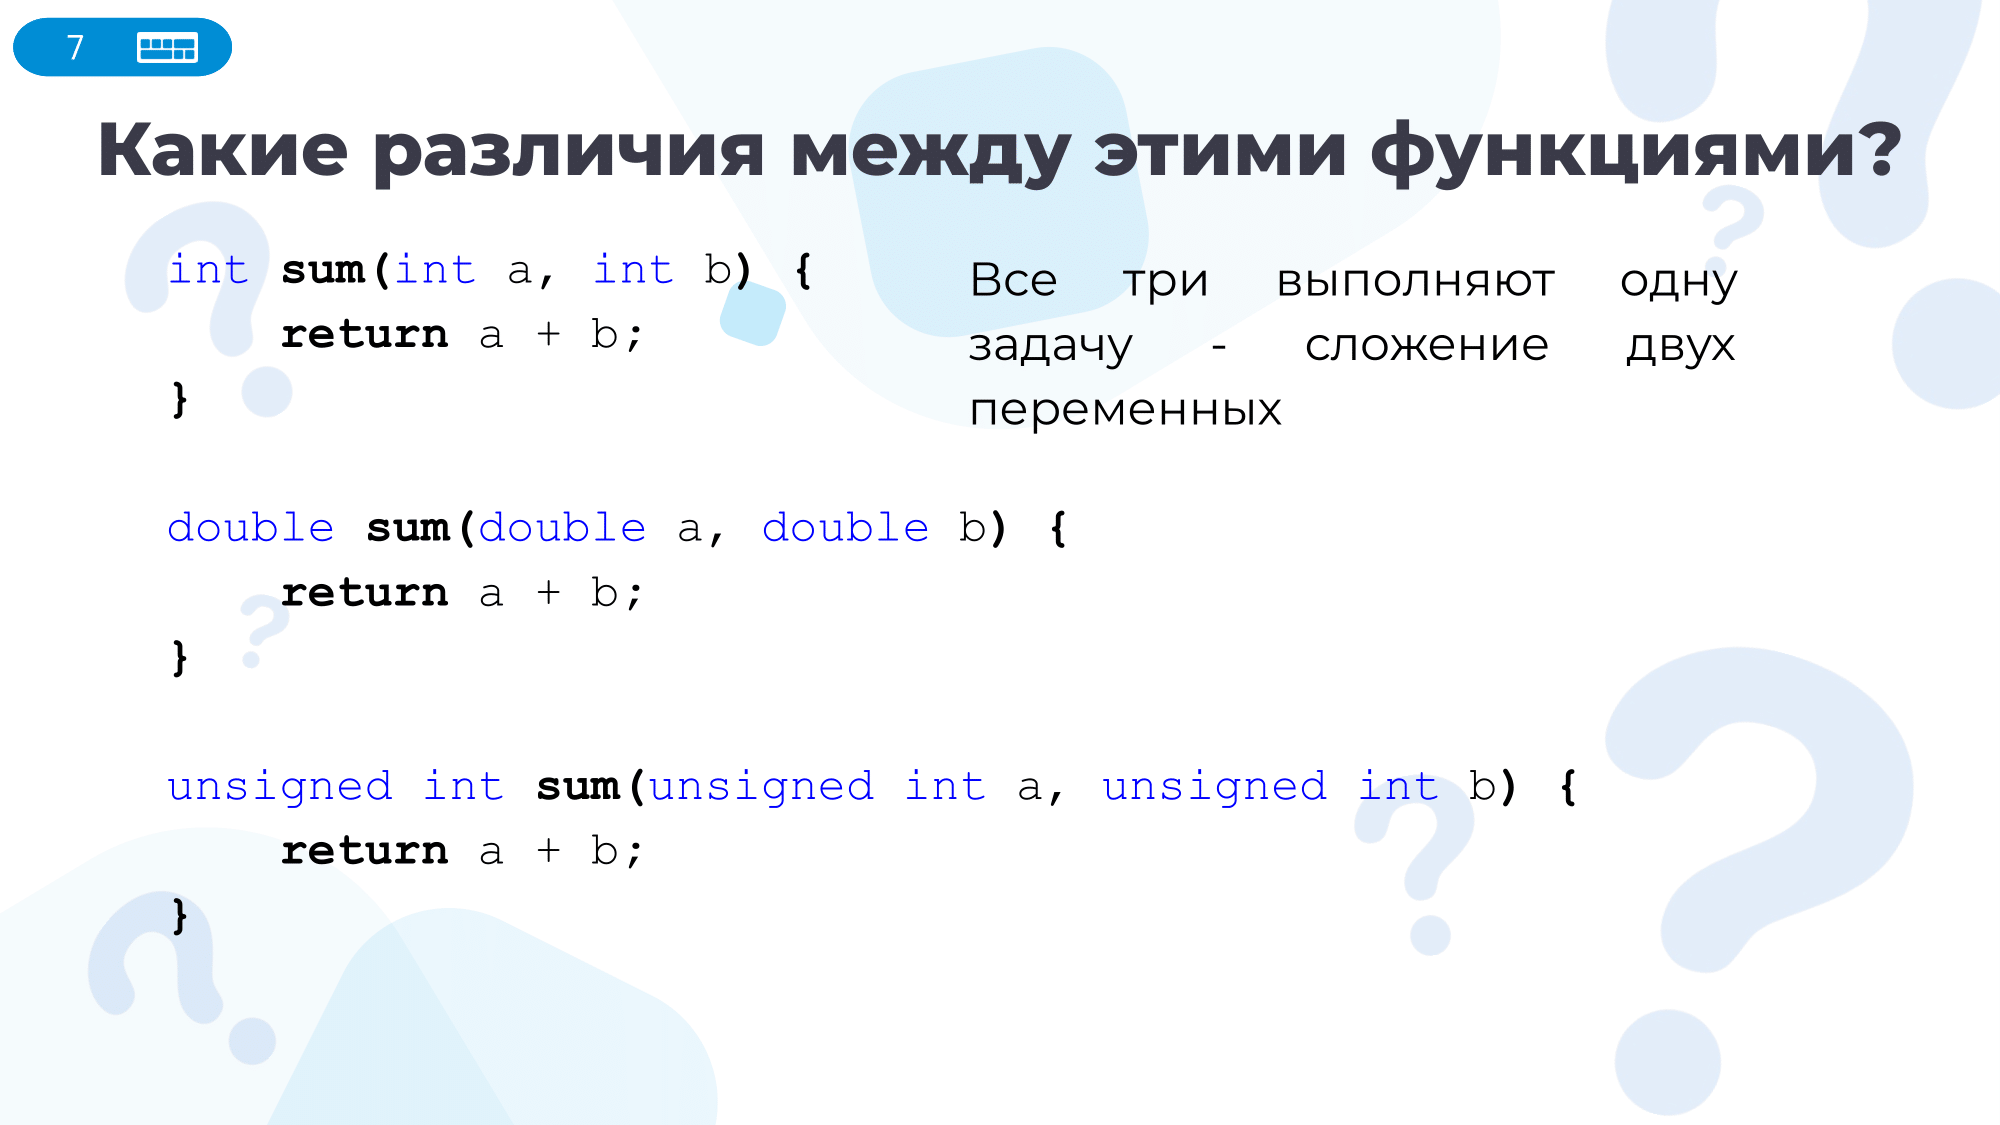 7
Какие различия между этими функциями?
int sum(int a, int b) {
    return a + b;
}
Все три выполняют одну
задачу - сложение двух
переменных
double sum(double a, double b) {
    return a + b;
}
unsigned int sum(unsigned int a, unsigned int b) {
    return a + b;
}